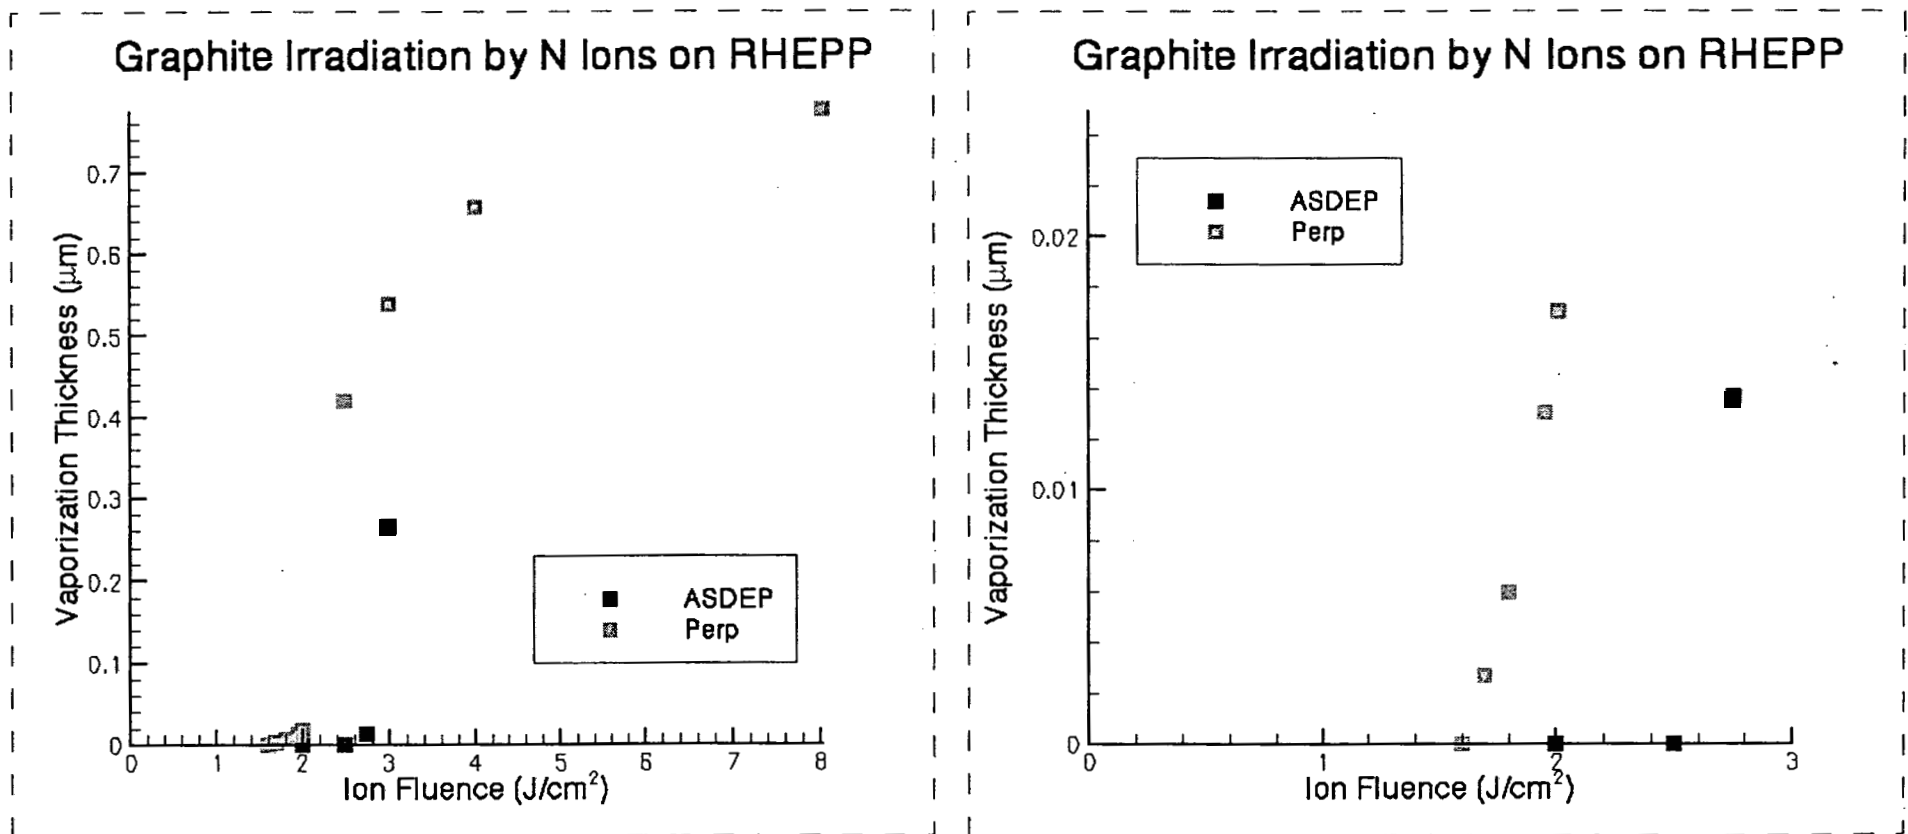 Graphite Irradiation by N Ions on RHEPP
Vaporization Thickness (μm)
0.7
0.6
0.5
0.4
0.3
0.2
0.1
0
ASDEP
Perp
0 1 2 3 4 5 6 7 8
Ion Fluence (J/cm²)
Graphite Irradiation by N Ions on RHEPP
Vaporization Thickness (μm)
ASDEP
Perp
0.02
0.01
0
0 1 2 3
Ion Fluence (J/cm²)